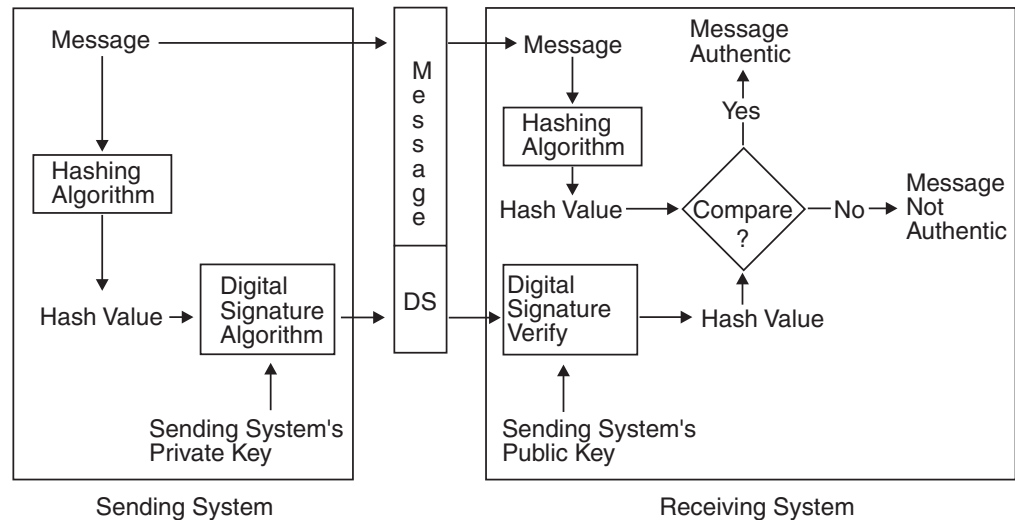 Message
Hashing
Algorithm
Hash Value
Digital
Signature
Algorithm
Sending System's
Private Key
Sending System
Message
DS
Message
Hashing
Algorithm
Hash Value
Digital
Signature
Verify
Sending System's
Public Key
Hash Value
Compare
?
Yes
Message
Authentic
No
Message
Not
Authentic
Receiving System